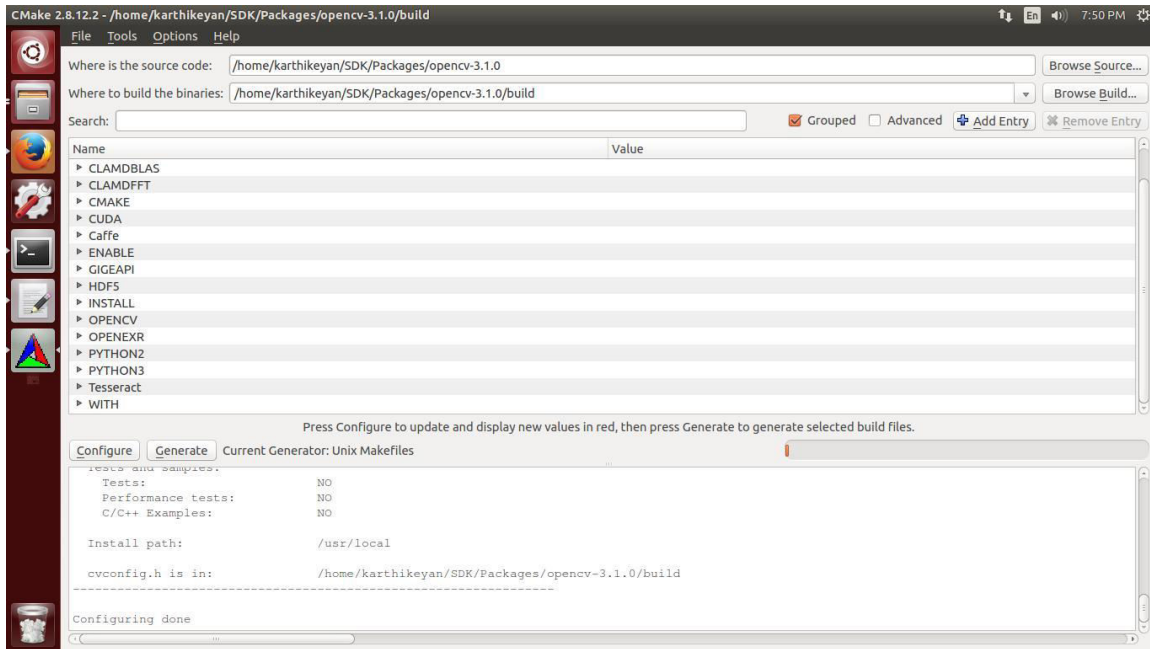 CMake 2.8.12.2 - /home/karthikeyan/SDK/Packages/opencv-3.1.0/build En 7:50 PM
File Tools Options Help
Where is the source code: /home/karthikeyan/SDK/Packages/opencv-3.1.0 Browse Source...
Where to build the binaries: /home/karthikeyan/SDK/Packages/opencv-3.1.0/build Browse Build...
Search: Grouped Advanced Add Entry Remove Entry
Name Value
CLAMDBLAS
CLAMDFFT
CMAKE
CUDA
Caffe
ENABLE
GIGEAPI
HDF5
INSTALL
OPENCV
OPENEXR
PYTHON2
PYTHON3
Tesseract
WITH
Press Configure to update and display new values in red, then press Generate to generate selected build files.
Configure Generate Current Generator: Unix Makefiles
Tests and samples:
Tests: NO
Performance tests: NO
C/C++ Examples: NO
Install path: /usr/local
cvconfig.h is in: /home/karthikeyan/SDK/Packages/opencv-3.1.0/build
-----------------------------------------------------------------
Configuring done